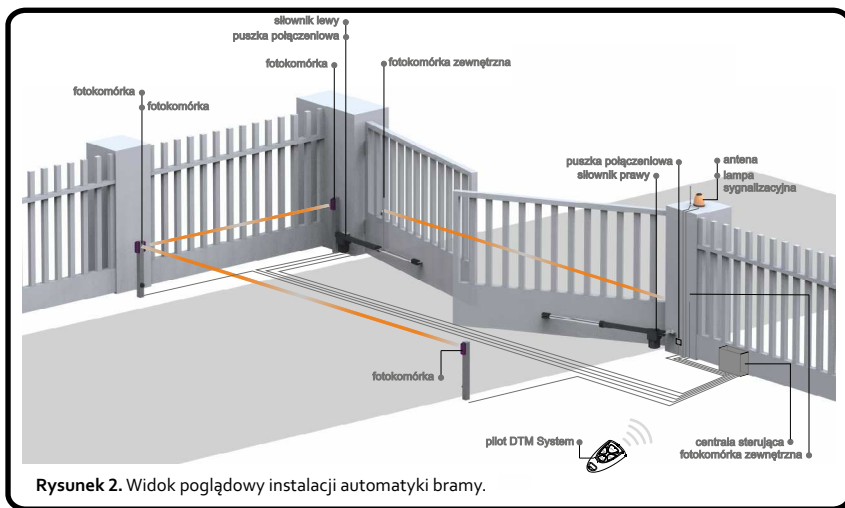 siłownik lewy
puszka połączeniowa
fotokomórka
fotokomórka zewnętrzna
fotokomórka
fotokomórka
puszka połączeniowa
siłownik prawy
antena
lampa
sygnalizacyjna
fotokomórka
pilot DTM System
centrala sterująca
fotokomórka zewnętrzna
Rysunek 2. Widok poglądowy instalacji automatyki bramy.